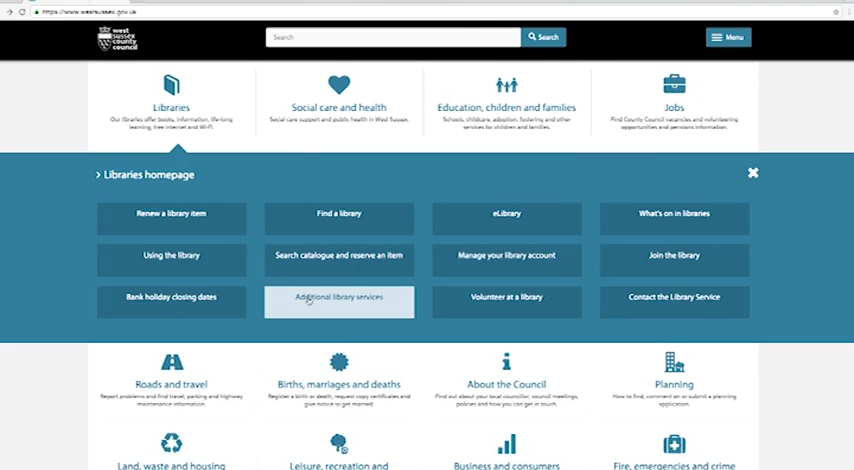 https://www.westsussex.gov.uk
west
sussex
county
council
Search
Search
Menu
Libraries
Our libraries offer books, information, life-long
learning, free internet and Wi-Fi.
Social care and health
Social care support and public health in West Sussex.
Education, children and families
Schools, childcare, adoption, fostering and other
services for children and families.
Jobs
Find County Council vacancies and volunteering
opportunities and pensions information.
Libraries homepage
Renew a library item
Find a library
eLibrary
What's on in libraries
Using the library
Search catalogue and reserve an item
Manage your library account
Join the library
Bank holiday closing dates
Additional library services
Volunteer at a library
Contact the Library Service
Roads and travel
Report problems and find travel, parking and highway
maintenance information.
Births, marriages and deaths
Register a birth or death, request copy certificates and
give notice to get married.
About the Council
Find out about your local councillor, council meetings,
policies and how you can get in touch.
Planning
How to find, comment on or submit a planning
application.
Land, waste and housing
Leisure, recreation and
Business and consumers
Fire, emergencies and crime